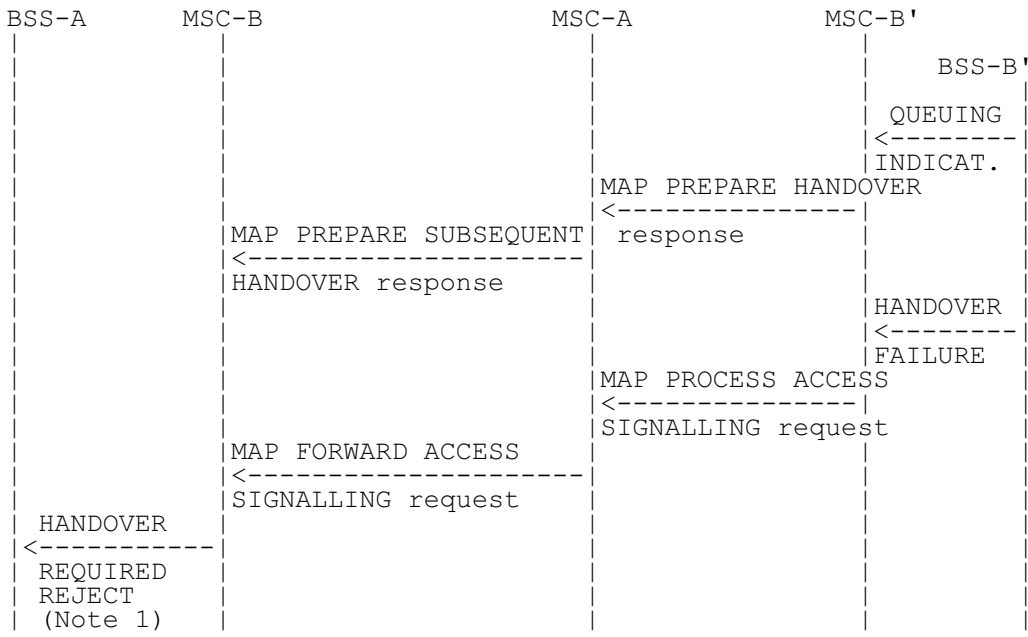 BSS-A MSC-B MSC-A MSC-B'
BSS-B'
QUEUING
INDICAT.
MAP PREPARE HANDOVER
MAP PREPARE SUBSEQUENT response
HANDOVER response
HANDOVER
FAILURE
MAP PROCESS ACCESS
SIGNALLING request
MAP FORWARD ACCESS
SIGNALLING request
HANDOVER
REQUIRED
REJECT
(Note 1)